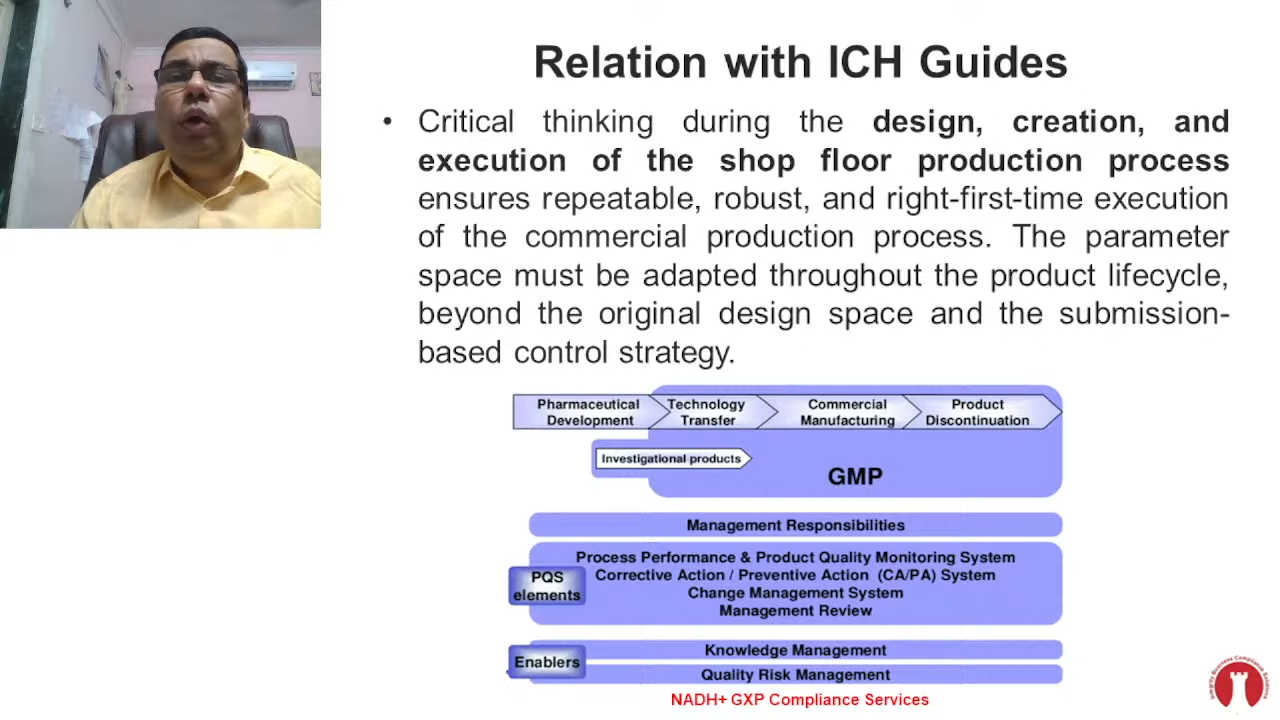 Relation with ICH Guides
• Critical thinking during the design, creation, and
execution of the shop floor production process
ensures repeatable, robust, and right-first-time execution
of the commercial production process. The parameter
space must be adapted throughout the product lifecycle,
beyond the original design space and the submission-
based control strategy.
Pharmaceutical
Development
Technology
Transfer
Commercial
Manufacturing
Product
Discontinuation
Investigational products
GMP
Management Responsibilities
PQS
elements
Process Performance & Product Quality Monitoring System
Corrective Action / Preventive Action (CA/PA) System
Change Management System
Management Review
Enablers
Knowledge Management
Quality Risk Management
NADH+ GXP Compliance Services
Integrity Business Compliance Solutions